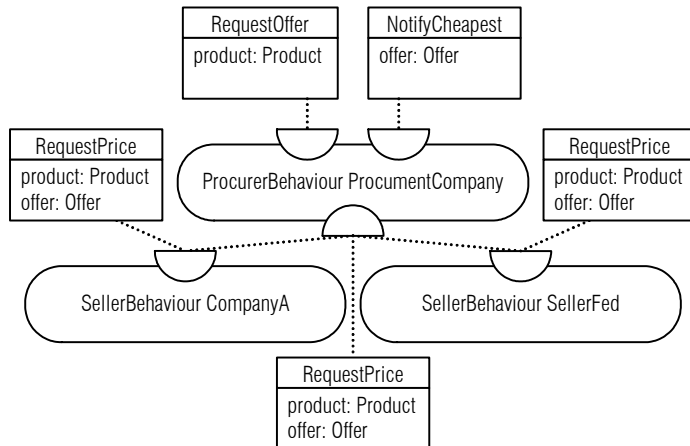 RequestOffer
product: Product
NotifyCheapest
offer: Offer
RequestPrice
product: Product
offer: Offer
ProcurerBehaviour ProcumentCompany
RequestPrice
product: Product
offer: Offer
SellerBehaviour CompanyA
SellerBehaviour SellerFed
RequestPrice
product: Product
offer: Offer